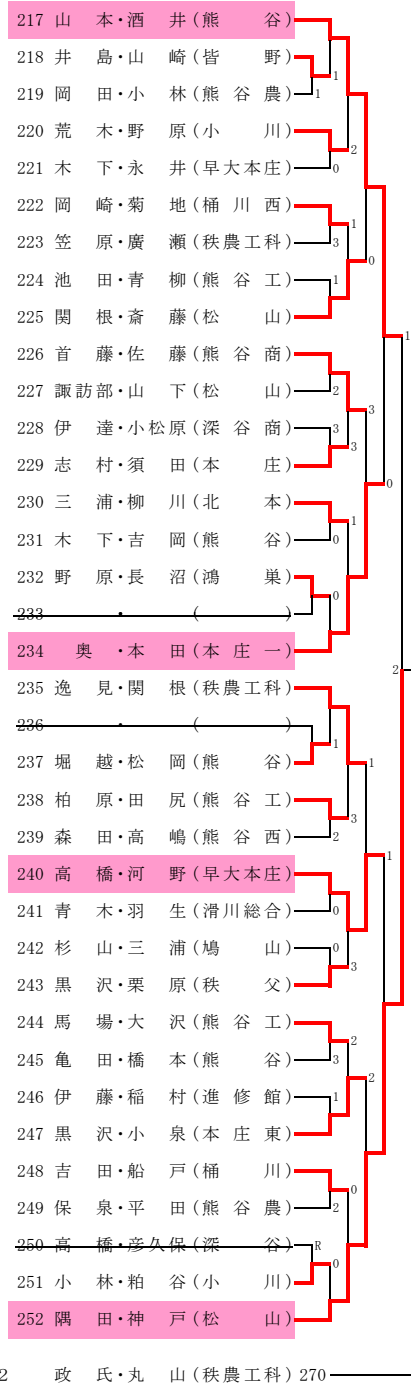 217 山 本・酒 井(熊 谷)
218 井 島・山 崎(皆 野) 1
219 岡 田・小 林(熊谷農) 1
220 荒 木・野 原(小 川) 2
221 木 下・永 井(早大本庄) 0
222 岡 崎・菊 地(桶川西) 1
223 笠 原・廣 瀬(秩農工科) 3 0
224 池 田・青 柳(熊谷工) 1
225 関 根・斎 藤(松 山) 1
226 首 藤・佐 藤(熊谷商)
227 諏訪部・山 下(松 山) 2 3
228 伊 達・小松原(深谷商) 3
229 志 村・須 田(本 庄) 3 0
230 三 浦・柳 川(北 本) 1
231 木 下・吉 岡(熊 谷) 0
232 野 原・長 沼(鴻 巣) 0
233 ・ ( )
234 奥 ・本 田(本庄一) 2
235 逸 見・関 根(秩農工科)
236 ・ ( ) 1
237 堀 越・松 岡(熊 谷) 1
238 柏 原・田 尻(熊谷工) 3
239 森 田・高 嶋(熊谷西) 2 1
240 高 橋・河 野(早大本庄)
241 青 木・羽 生(滑川総合) 0
242 杉 山・三 浦(鳩 山) 0 3
243 黒 沢・栗 原(秩 父)
244 馬 場・大 沢(熊谷工) 2
245 亀 田・橋 本(熊 谷) 3 2
246 伊 藤・稲 村(進修館) 1
247 黒 沢・小 泉(本庄東)
248 吉 田・船 戸(桶 川) 0
249 保 泉・平 田(熊谷農) 2
250 高 橋・彦久保(深 谷) R 0
251 小 林・粕 谷(小 川)
252 隅 田・神 戸(松 山)
2 政 氏・丸 山(秩農工科) 270